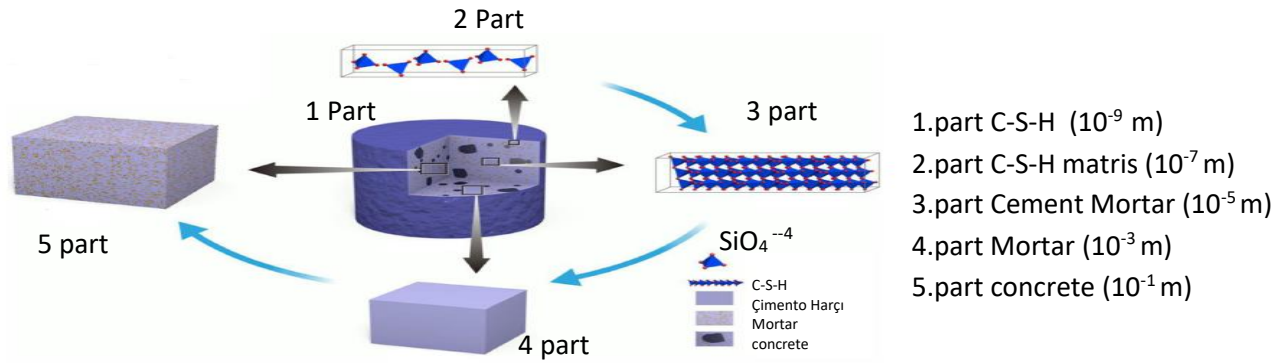 2 Part
1 Part
3 part
5 part
4 part
SiO₄ ⁻⁻⁴
C-S-H
Çimento Harçı
Mortar
concrete
1.part C-S-H (10⁻⁹ m)
2.part C-S-H matris (10⁻⁷ m)
3.part Cement Mortar (10⁻⁵ m)
4.part Mortar (10⁻³ m)
5.part concrete (10⁻¹ m)